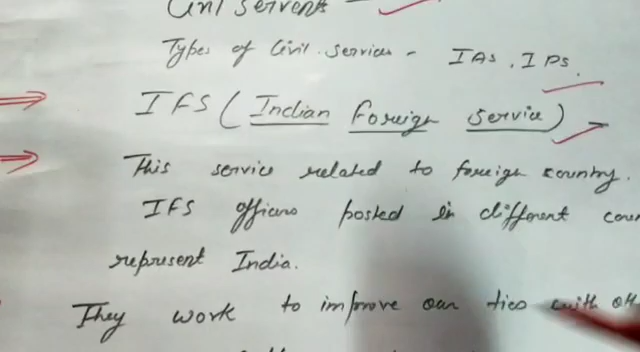 Civil Servents
Types of Civil Services - IAS, IPS.
IFS (Indian Foreign Service)
This service related to foreign country.
IFS officers posted in different
represent India.
They work to improve our ties with